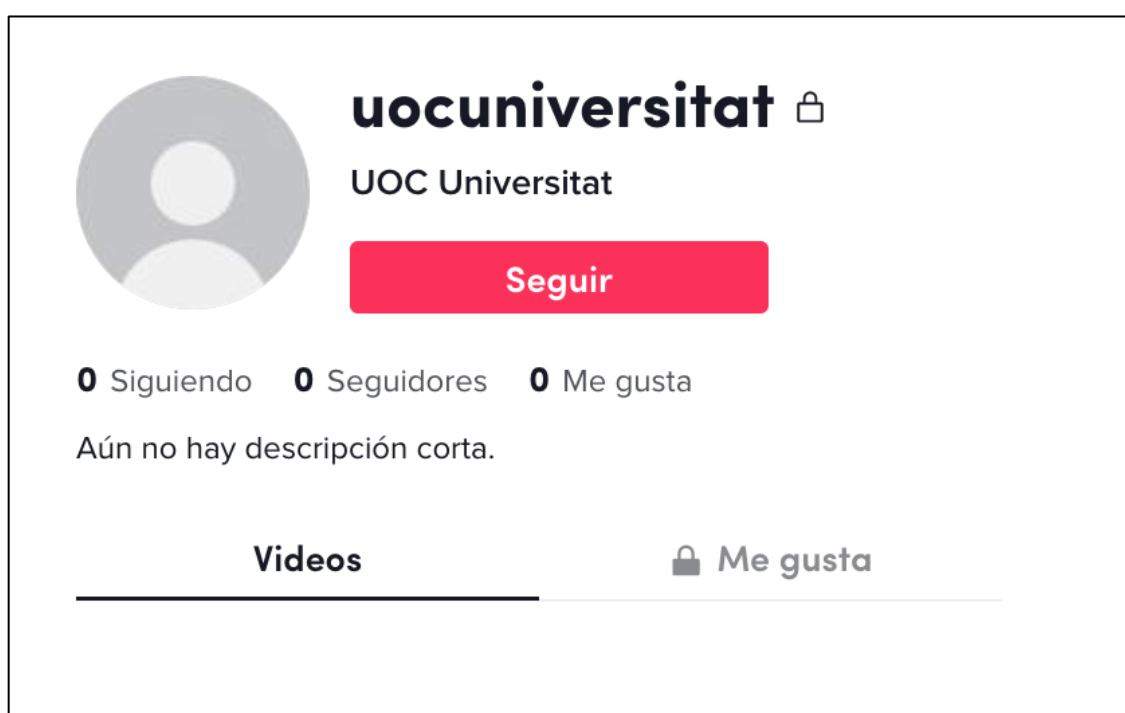 uocuniversitat
UOC Universitat
Seguir
0 Siguiendo 0 Seguidores 0 Me gusta
Aún no hay descripción corta.
Videos Me gusta